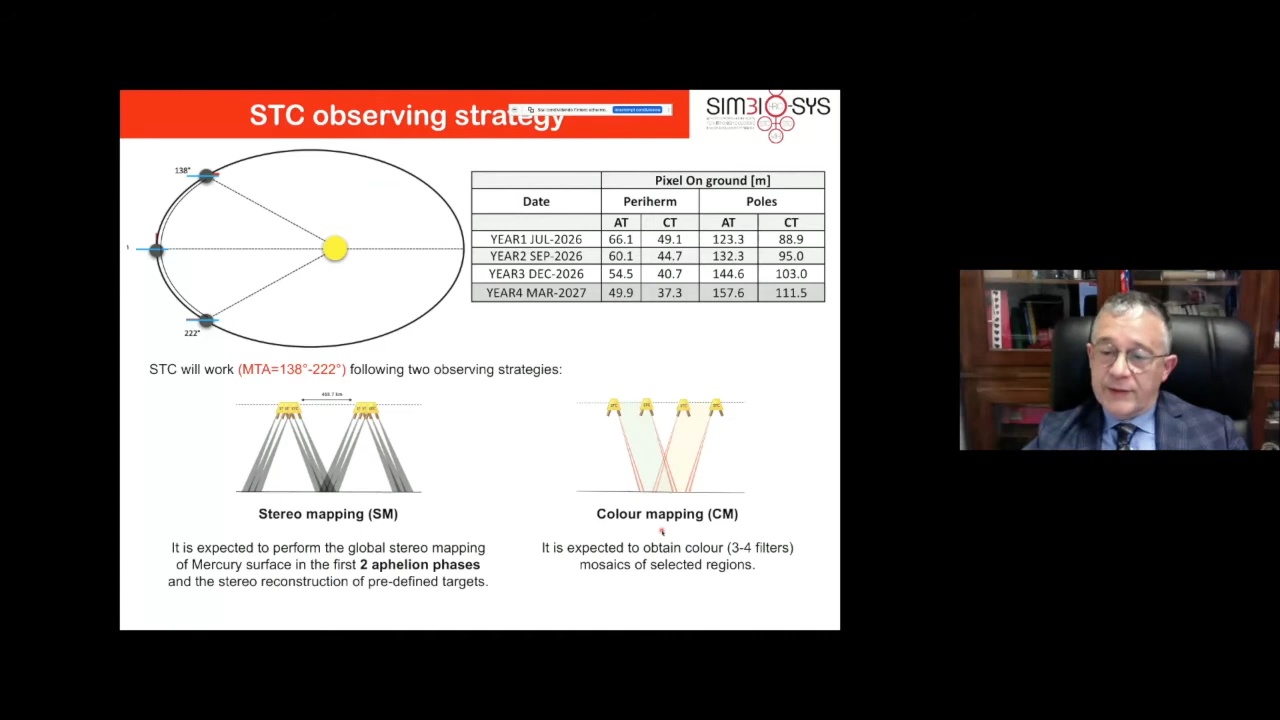 STC observing strategy
SIMBIO-SYS
138°
222°
Pixel On ground [m]
Date Periherm Poles
AT CT AT CT
YEAR1 JUL-2026 66.1 49.1 123.3 88.9
YEAR2 SEP-2026 60.1 44.7 132.3 95.0
YEAR3 DEC-2026 54.5 40.7 144.6 103.0
YEAR4 MAR-2027 49.9 37.3 157.6 111.5
STC will work (MTA=138°-222°) following two observing strategies:
STC STC STC STC
Stereo mapping (SM)
Colour mapping (CM)
It is expected to perform the global stereo mapping
of Mercury surface in the first 2 aphelion phases
and the stereo reconstruction of pre-defined targets.
It is expected to obtain colour (3-4 filters)
mosaics of selected regions.